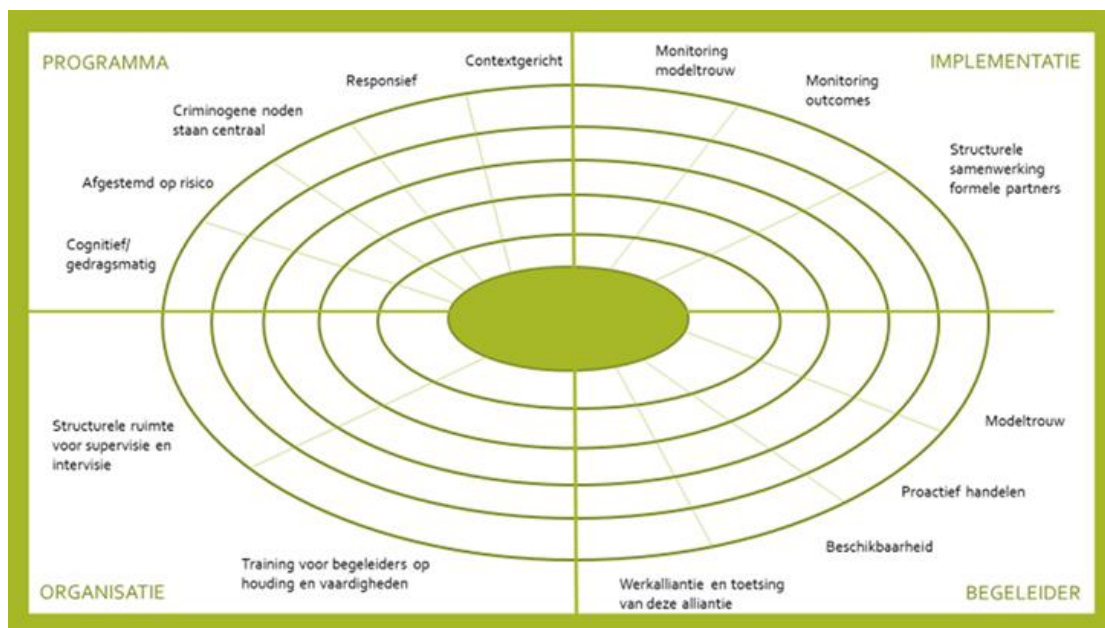 PROGRAMMA
Contextgericht
Responsief
Criminogene noden
staan centraal
Afgestemd op risico
Cognitief/
gedragsmatig
IMPLEMENTATIE
Monitoring
modeltrouw
Monitoring
outcomes
Structurele
samenwerking
formele partners
Structurele ruimte
voor supervisie en
intervisie
Training voor begeleiders op
houding en vaardigheden
ORGANISATIE
Modeltrouw
Proactief handelen
Beschikbaarheid
Werkalliantie en toetsing
van deze alliantie
BEGELEIDER